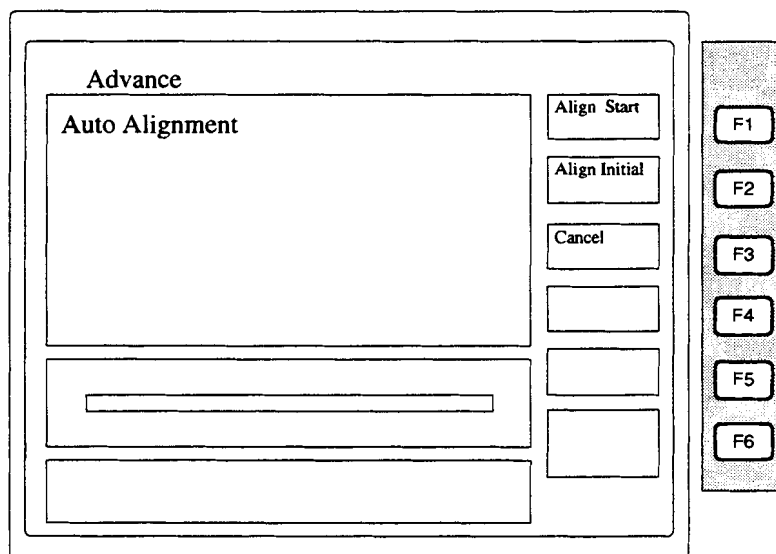 Advance
Auto Alignment
Align Start
Align Initial
Cancel
F1
F2
F3
F4
F5
F6